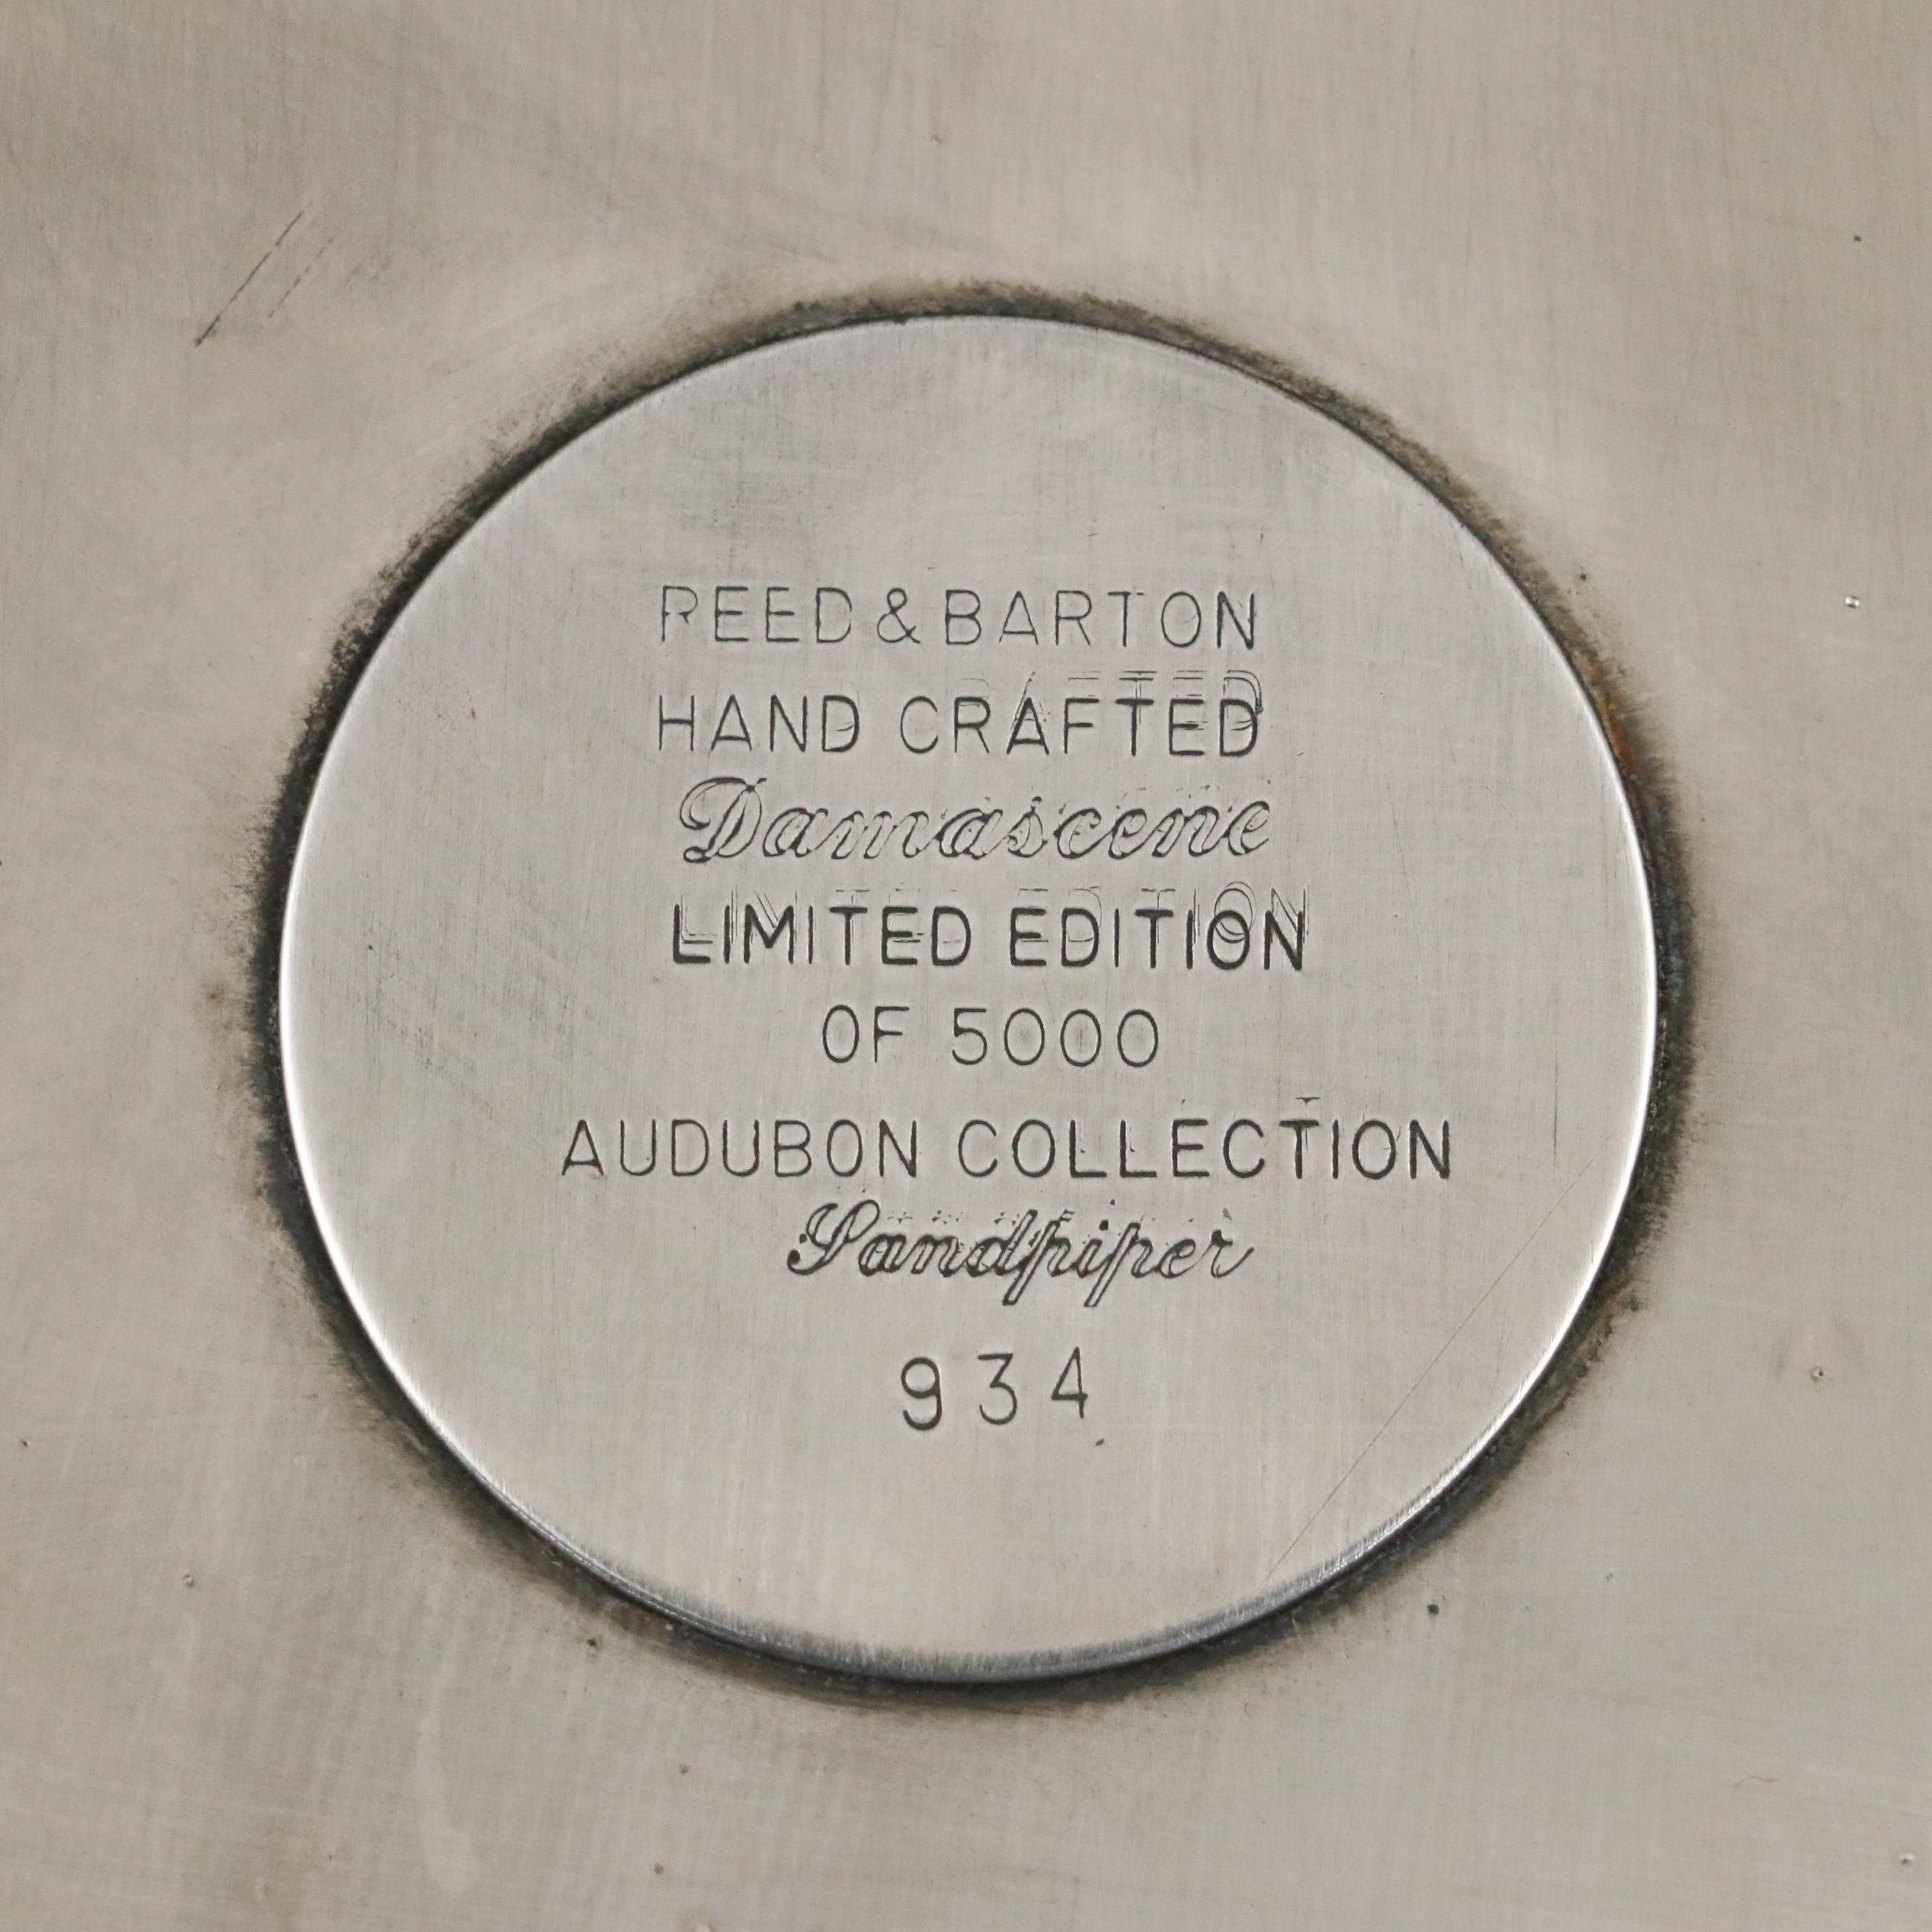 REED & BARTON
HAND CRAFTED
Damascene
LIMITED EDITION
OF 5000
AUDUBON COLLECTION
Sandpiper
934